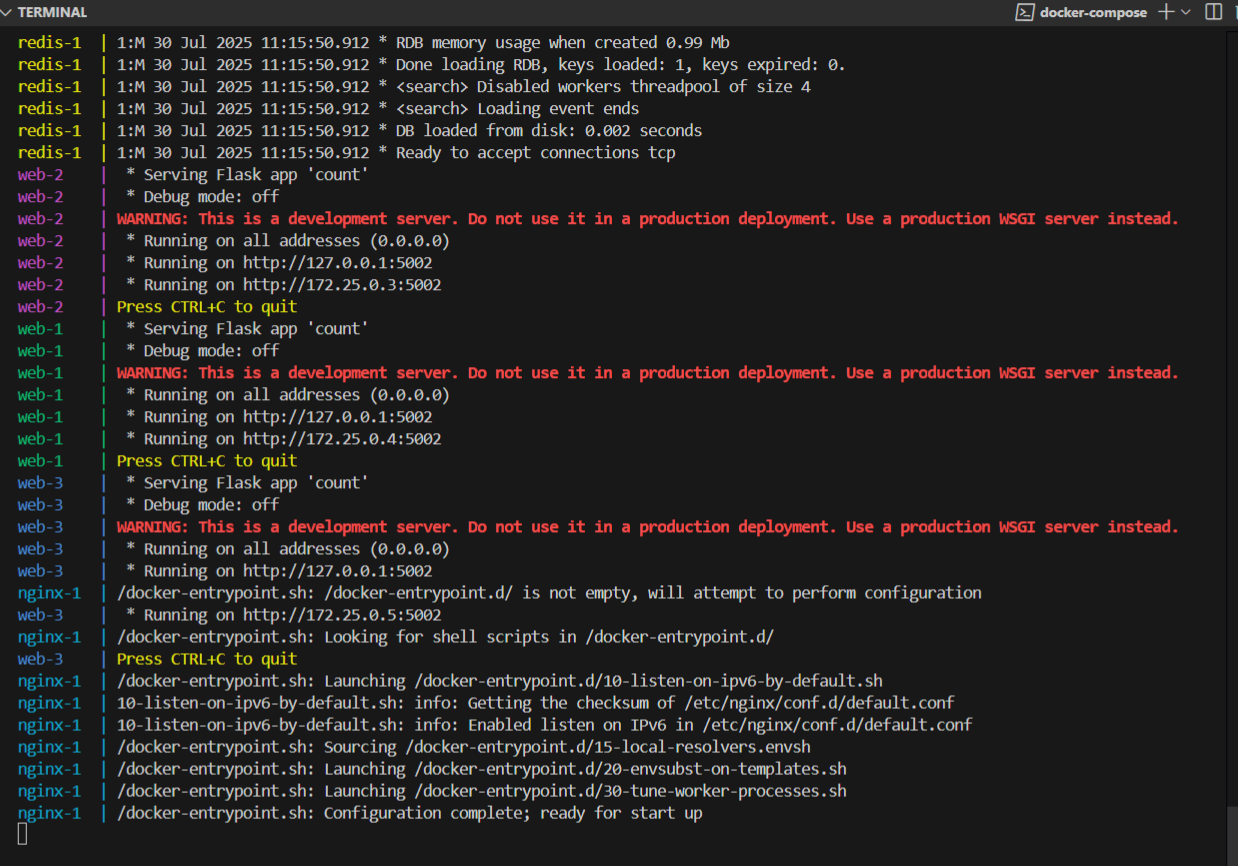 TERMINAL
docker-compose
redis-1 | 1:M 30 Jul 2025 11:15:50.912 * RDB memory usage when created 0.99 Mb
redis-1 | 1:M 30 Jul 2025 11:15:50.912 * Done loading RDB, keys loaded: 1, keys expired: 0.
redis-1 | 1:M 30 Jul 2025 11:15:50.912 * <search> Disabled workers threadpool of size 4
redis-1 | 1:M 30 Jul 2025 11:15:50.912 * <search> Loading event ends
redis-1 | 1:M 30 Jul 2025 11:15:50.912 * DB loaded from disk: 0.002 seconds
redis-1 | 1:M 30 Jul 2025 11:15:50.912 * Ready to accept connections tcp
web-2 | * Serving Flask app 'count'
web-2 | * Debug mode: off
web-2 | WARNING: This is a development server. Do not use it in a production deployment. Use a production WSGI server instead.
web-2 | * Running on all addresses (0.0.0.0)
web-2 | * Running on http://127.0.0.1:5002
web-2 | * Running on http://172.25.0.3:5002
web-2 | Press CTRL+C to quit
web-1 | * Serving Flask app 'count'
web-1 | * Debug mode: off
web-1 | WARNING: This is a development server. Do not use it in a production deployment. Use a production WSGI server instead.
web-1 | * Running on all addresses (0.0.0.0)
web-1 | * Running on http://127.0.0.1:5002
web-1 | * Running on http://172.25.0.4:5002
web-1 | Press CTRL+C to quit
web-3 | * Serving Flask app 'count'
web-3 | * Debug mode: off
web-3 | WARNING: This is a development server. Do not use it in a production deployment. Use a production WSGI server instead.
web-3 | * Running on all addresses (0.0.0.0)
web-3 | * Running on http://127.0.0.1:5002
nginx-1 | /docker-entrypoint.sh: /docker-entrypoint.d/ is not empty, will attempt to perform configuration
web-3 | * Running on http://172.25.0.5:5002
nginx-1 | /docker-entrypoint.sh: Looking for shell scripts in /docker-entrypoint.d/
web-3 | Press CTRL+C to quit
nginx-1 | /docker-entrypoint.sh: Launching /docker-entrypoint.d/10-listen-on-ipv6-by-default.sh
nginx-1 | 10-listen-on-ipv6-by-default.sh: info: Getting the checksum of /etc/nginx/conf.d/default.conf
nginx-1 | 10-listen-on-ipv6-by-default.sh: info: Enabled listen on IPv6 in /etc/nginx/conf.d/default.conf
nginx-1 | /docker-entrypoint.sh: Sourcing /docker-entrypoint.d/15-local-resolvers.envsh
nginx-1 | /docker-entrypoint.sh: Launching /docker-entrypoint.d/20-envsubst-on-templates.sh
nginx-1 | /docker-entrypoint.sh: Launching /docker-entrypoint.d/30-tune-worker-processes.sh
nginx-1 | /docker-entrypoint.sh: Configuration complete; ready for start up